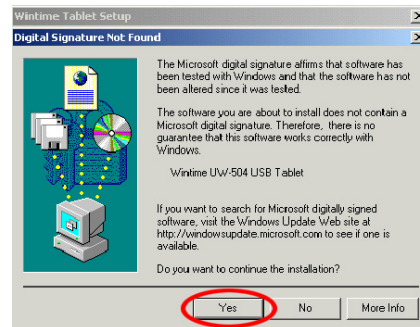 Wintime Tablet Setup
Digital Signature Not Found
The Microsoft digital signature affirms that software has
been tested with Windows and that the software has not
been altered since it was tested.
The software you are about to install does not contain a
Microsoft digital signature. Therefore, there is no
guarantee that this software works correctly with
Windows.
Wintime UW-504 USB Tablet
If you want to search for Microsoft digitally signed
software, visit the Windows Update Web site at
http://windowsupdate.microsoft.com to see if one is
available.
Do you want to continue the installation?
Yes No More Info